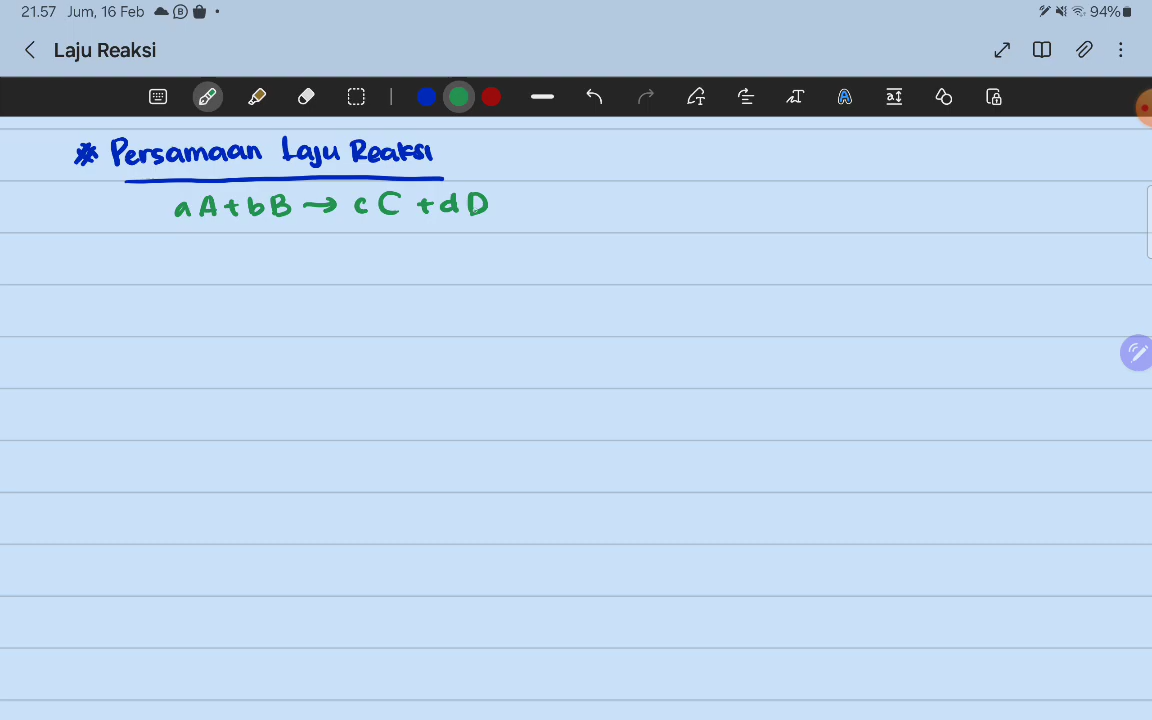 21.57 Jum, 16 Feb 94%
Laju Reaksi
* Persamaan Laju Reaksi
aA + bB → cC + dD